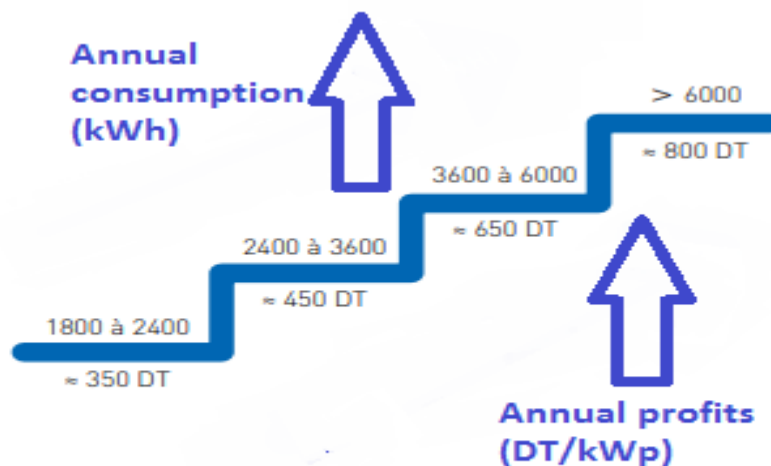 Annual
consumption
(kWh)
> 6000
≈ 800 DT
3600 à 6000
≈ 650 DT
2400 à 3600
≈ 450 DT
1800 à 2400
≈ 350 DT
Annual profits
(DT/kWp)